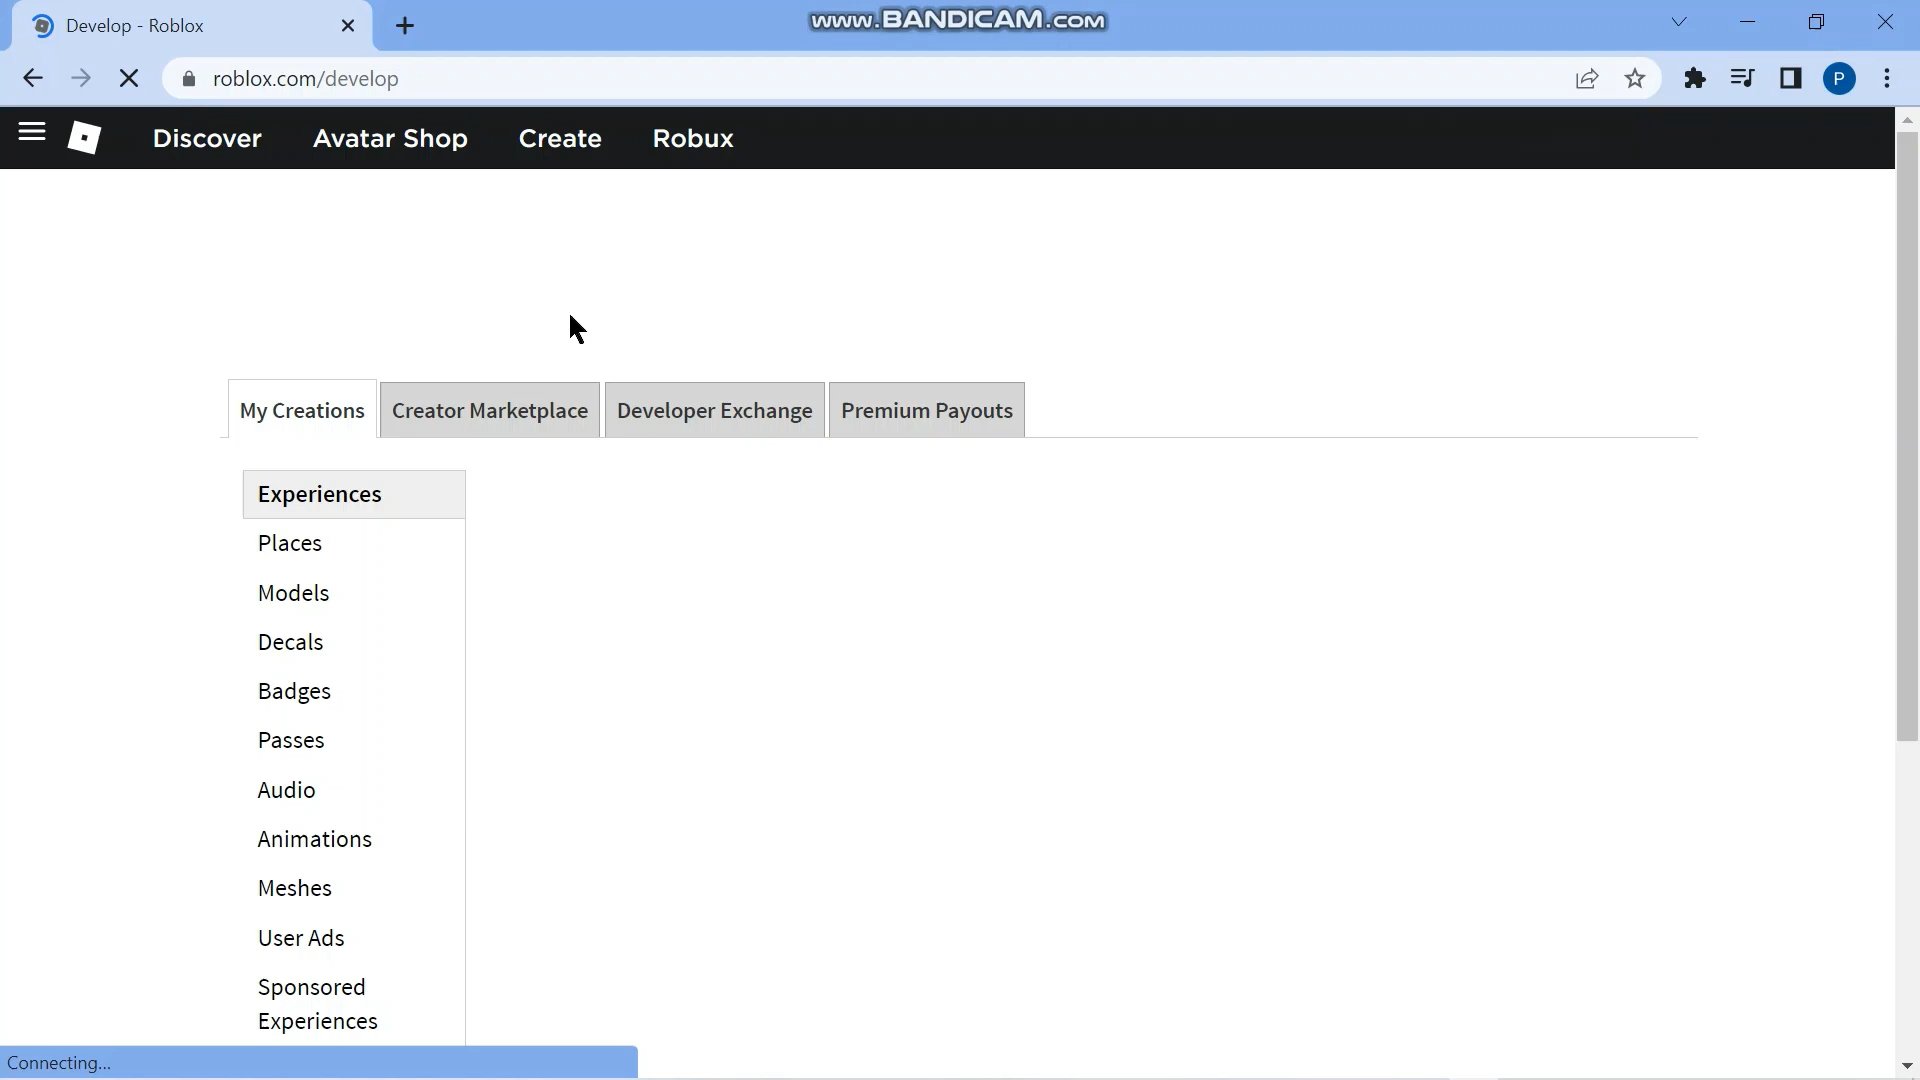 Develop - Roblox
www.BANDICAM.com
roblox.com/develop
P
Discover
Avatar Shop
Create
Robux
My Creations
Creator Marketplace
Developer Exchange
Premium Payouts
Experiences
Places
Models
Decals
Badges
Passes
Audio
Animations
Meshes
User Ads
Sponsored
Experiences
Connecting...